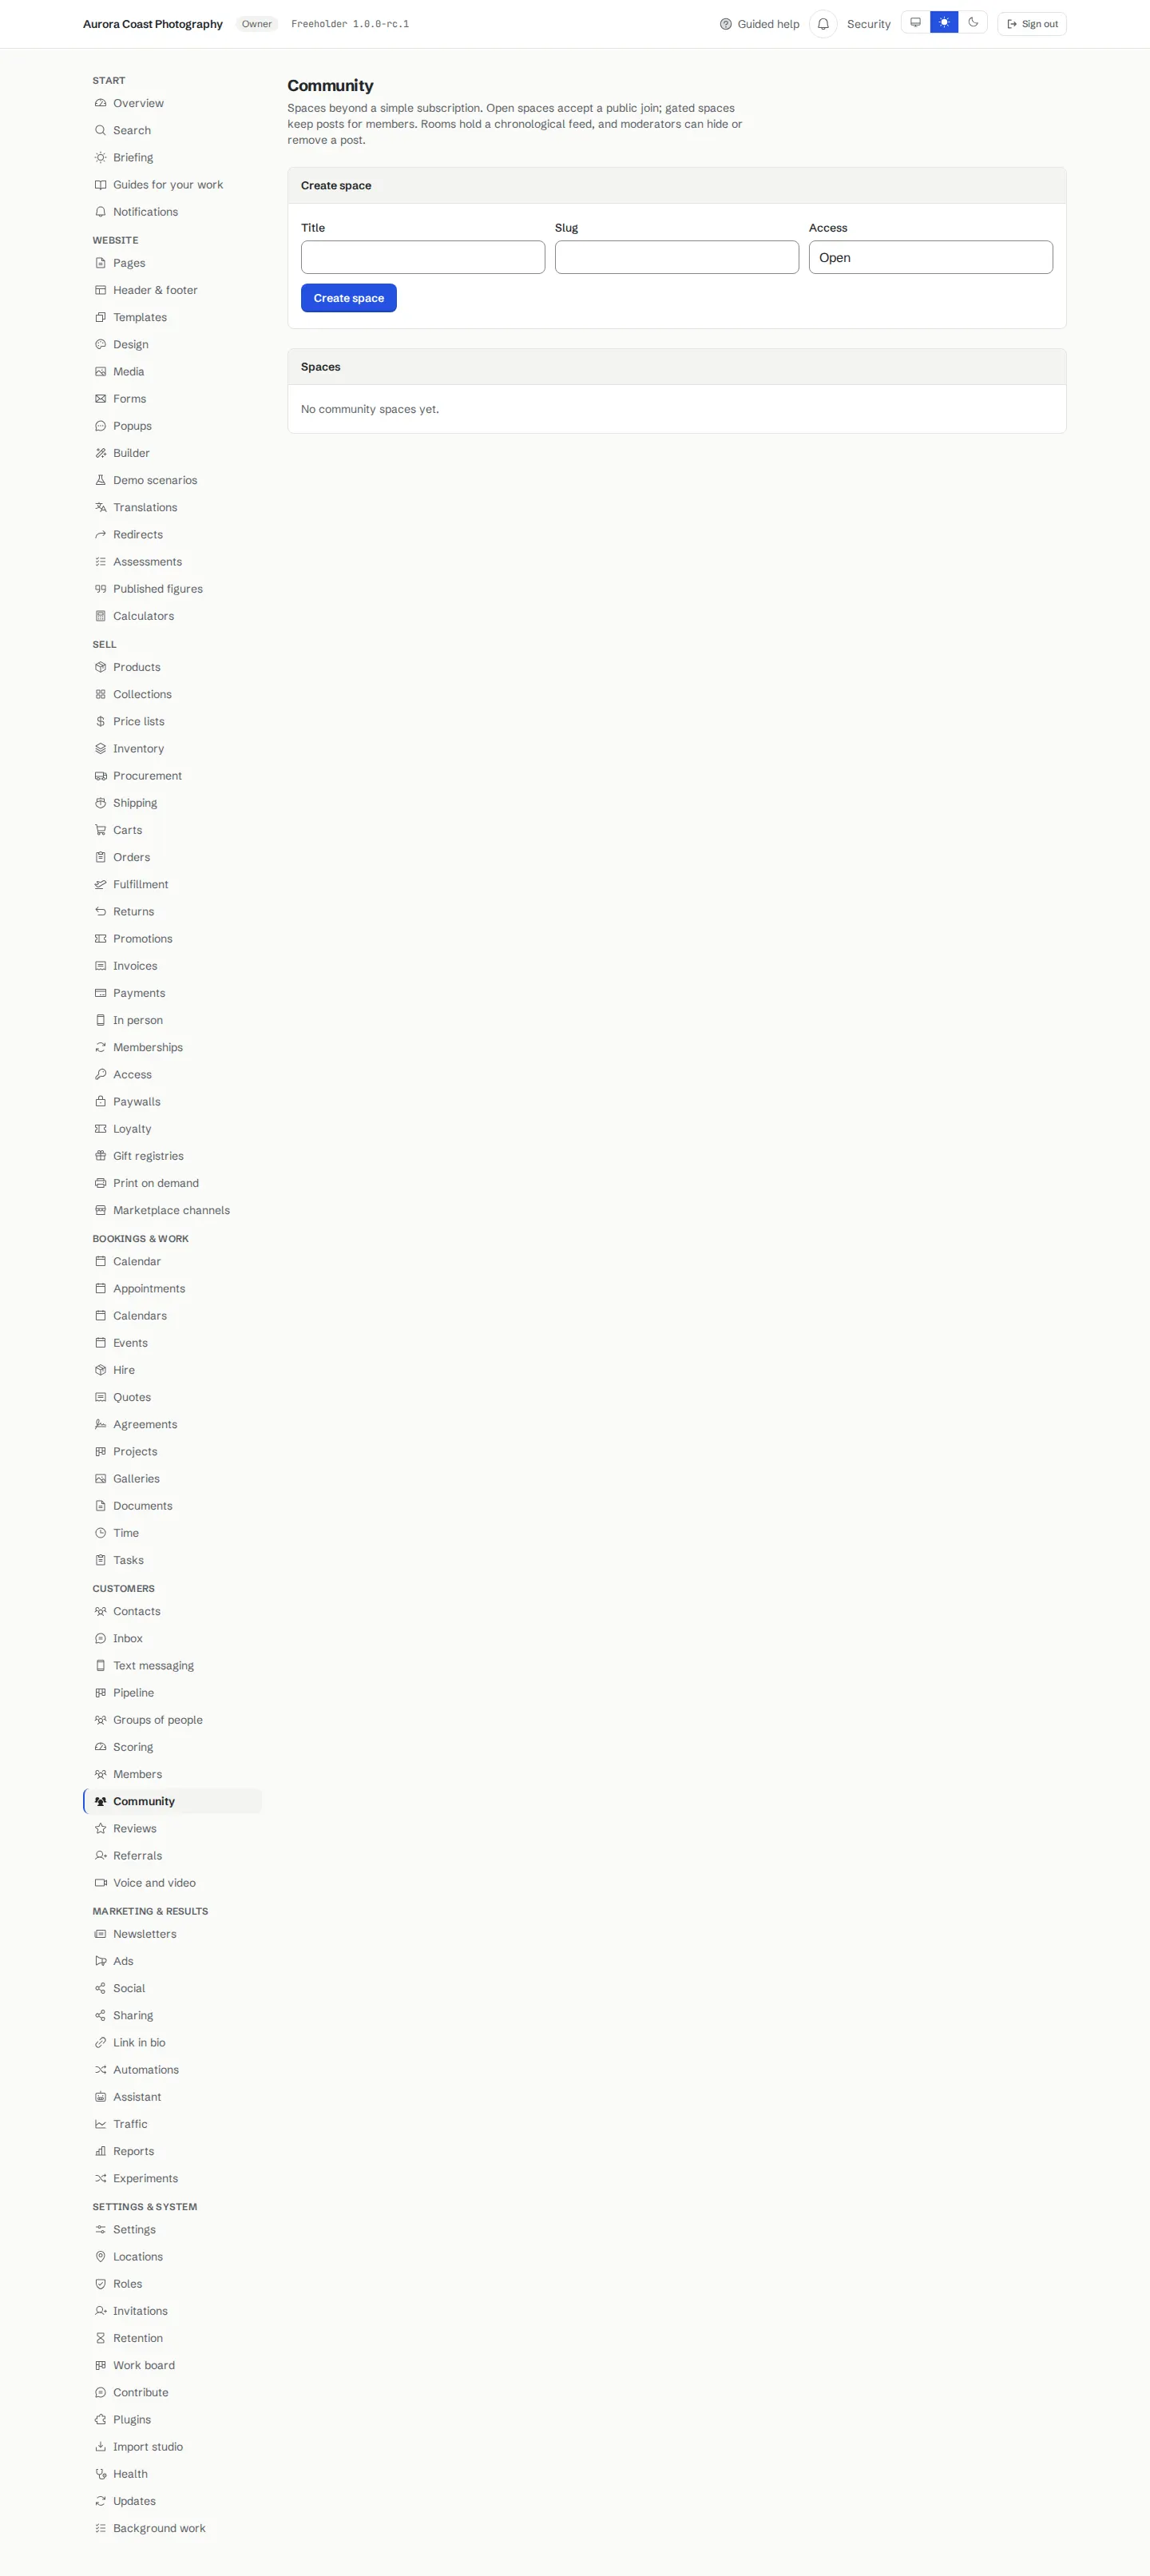 Aurora Coast Photography Owner Freeholder 1.0.0-rc.1 Guided help Security Sign out
START
Overview
Search
Briefing
Guides for your work
Notifications
WEBSITE
Pages
Header & footer
Templates
Design
Media
Forms
Popups
Builder
Demo scenarios
Translations
Redirects
Assessments
Published figures
Calculators
SELL
Products
Collections
Price lists
Inventory
Procurement
Shipping
Carts
Orders
Fulfillment
Returns
Promotions
Invoices
Payments
In person
Memberships
Access
Paywalls
Loyalty
Gift registries
Print on demand
Marketplace channels
BOOKINGS & WORK
Calendar
Appointments
Calendars
Events
Hire
Quotes
Agreements
Projects
Galleries
Documents
Time
Tasks
CUSTOMERS
Contacts
Inbox
Text messaging
Pipeline
Groups of people
Scoring
Members
Community
Reviews
Referrals
Voice and video
MARKETING & RESULTS
Newsletters
Ads
Social
Sharing
Link in bio
Automations
Assistant
Traffic
Reports
Experiments
SETTINGS & SYSTEM
Settings
Locations
Roles
Invitations
Retention
Work board
Contribute
Plugins
Import studio
Health
Updates
Background work
Community
Spaces beyond a simple subscription. Open spaces accept a public join; gated spaces
keep posts for members. Rooms hold a chronological feed, and moderators can hide or
remove a post.
Create space
Title Slug Access
Open
Create space
Spaces
No community spaces yet.